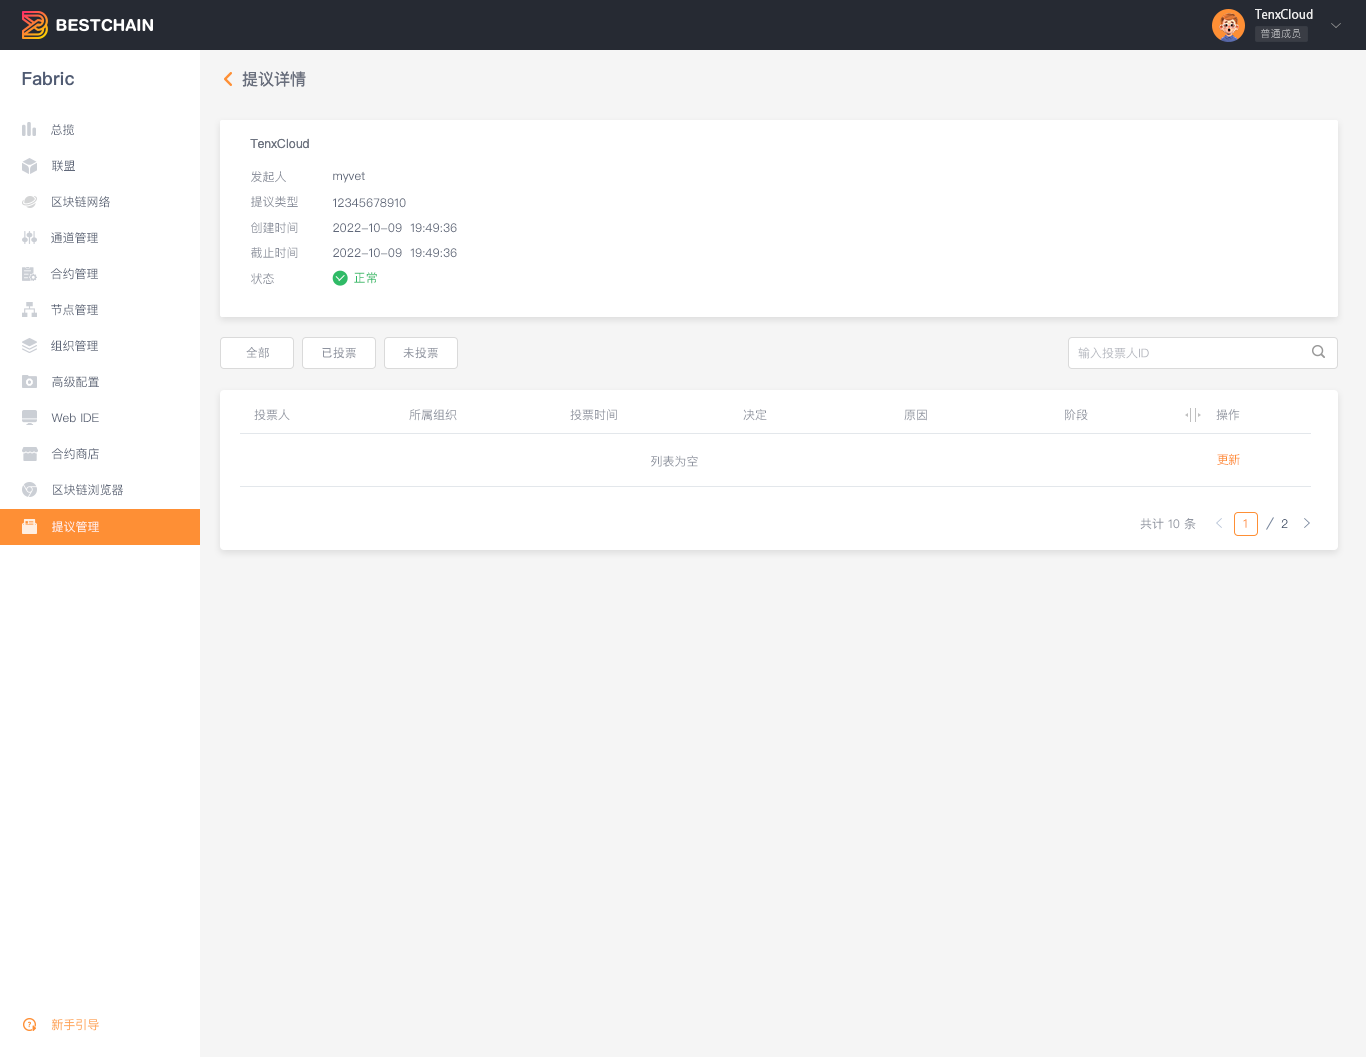 BESTCHAIN
TenxCloud
普通成员
Fabric
总揽
联盟
区块链网络
通道管理
合约管理
节点管理
组织管理
高级配置
Web IDE
合约商店
区块链浏览器
提议管理
新手引导
提议详情
TenxCloud
发起人 myvet
提议类型 12345678910
创建时间 2022-10-09 19:49:36
截止时间 2022-10-09 19:49:36
状态 正常
全部 已投票 未投票 输入投票人ID
投票人 所属组织 投票时间 决定 原因 阶段 操作
列表为空 更新
共计 10 条 1 / 2